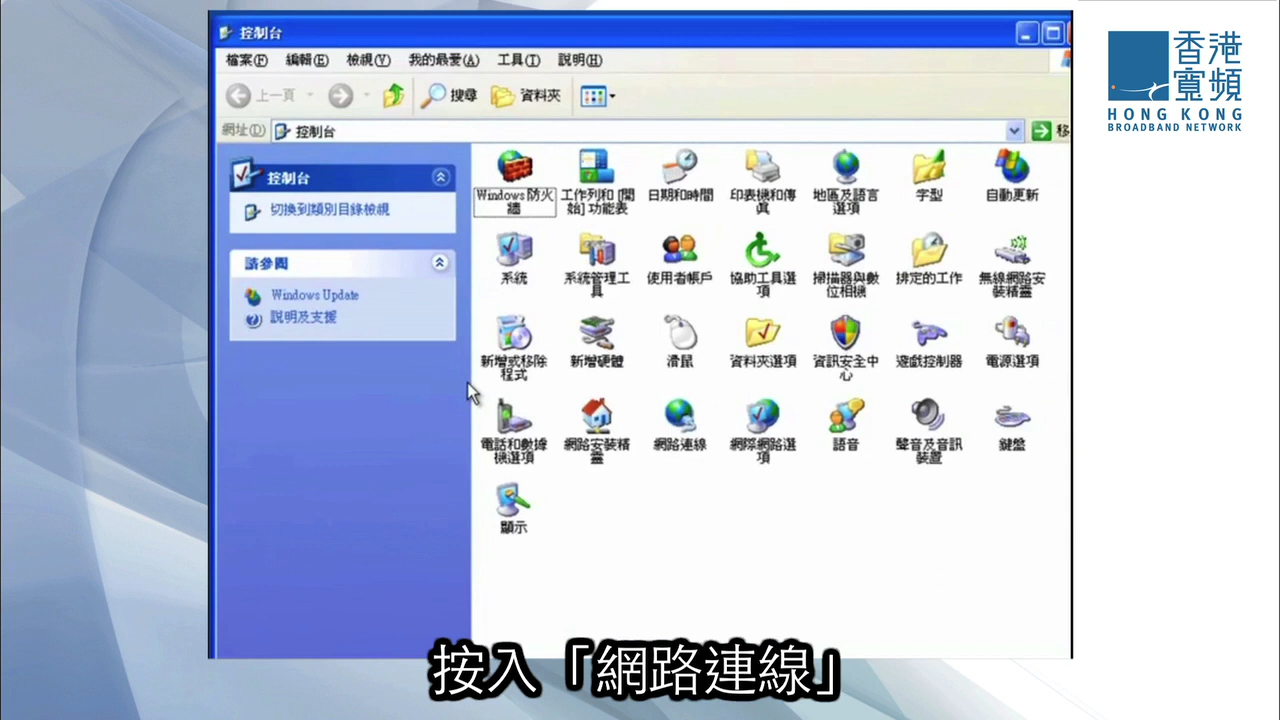 控制台
檔案(F) 編輯(E) 檢視(V) 我的最愛(A) 工具(T) 說明(H)
上一頁 搜尋 資料夾
網址(D) 控制台 移
控制台
切換到類別目錄檢視
請參閱
Windows Update
說明及支援
Windows 防火
牆
工作列和 [開
始] 功能表
日期和時間
印表機和傳
真
地區及語言
選項
字型
自動更新
系統
系統管理工
具
使用者帳戶
協助工具選
項
掃描器與數
位相機
排定的工作
無線網路安
裝精靈
新增或移除
程式
新增硬體
滑鼠
資料夾選項
資訊安全中
心
遊戲控制器
電源選項
電話和數據
機選項
網路安裝精
靈
網路連線
網際網路選
項
語音
聲音及音訊
裝置
鍵盤
顯示
按入「網路連線」
香港
寬頻
HONG KONG
BROADBAND NETWORK